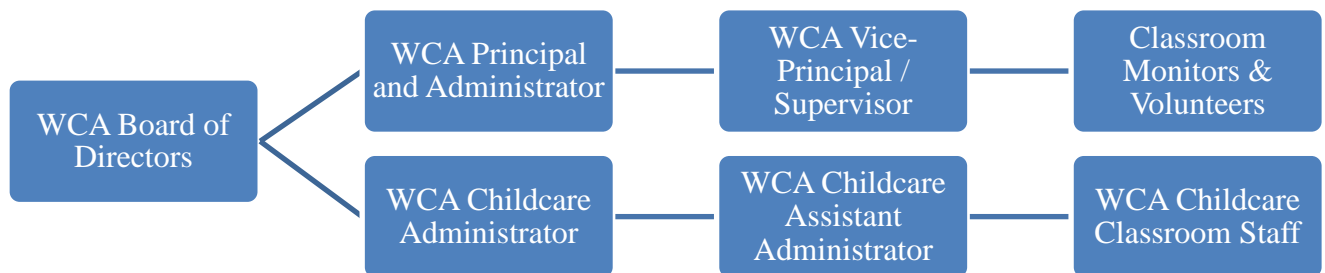 WCA Board of
Directors
WCA Principal
and Administrator
WCA Vice-
Principal /
Supervisor
Classroom
Monitors &
Volunteers
WCA Childcare
Administrator
WCA Childcare
Assistant
Administrator
WCA Childcare
Classroom Staff